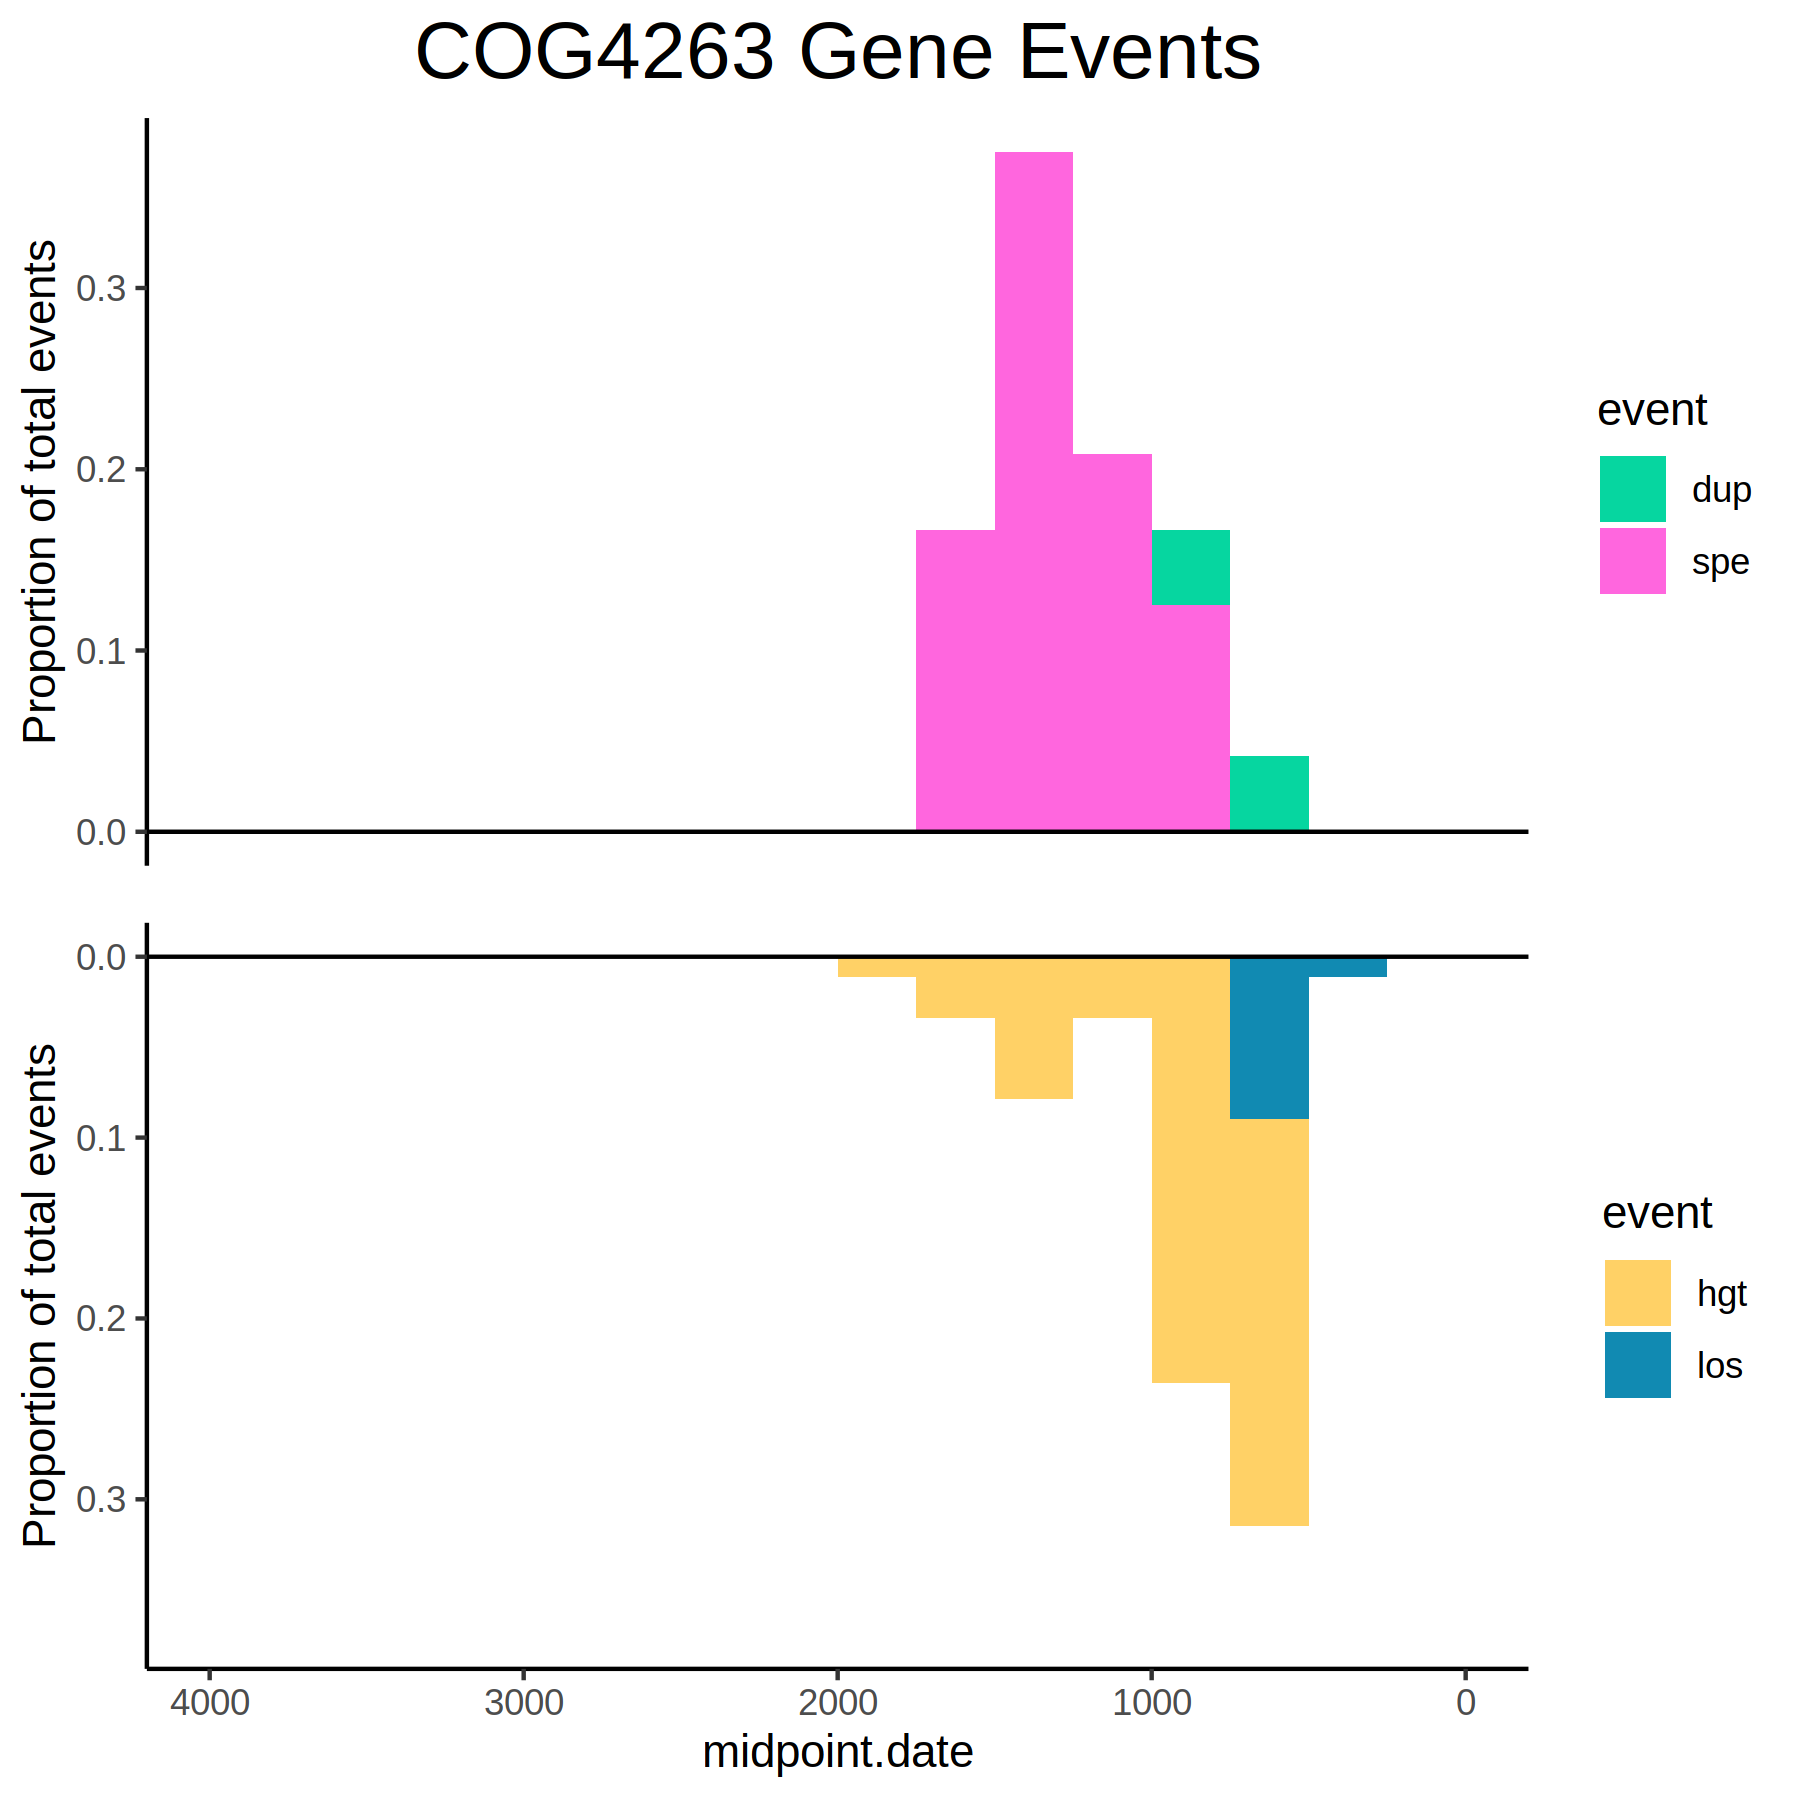 COG4263 Gene Events
Proportion of total events
0.3
0.2
0.1
0.0
event
dup
spe
Proportion of total events
0.0
0.1
0.2
0.3
event
hgt
los
4000 3000 2000 1000 0
midpoint.date